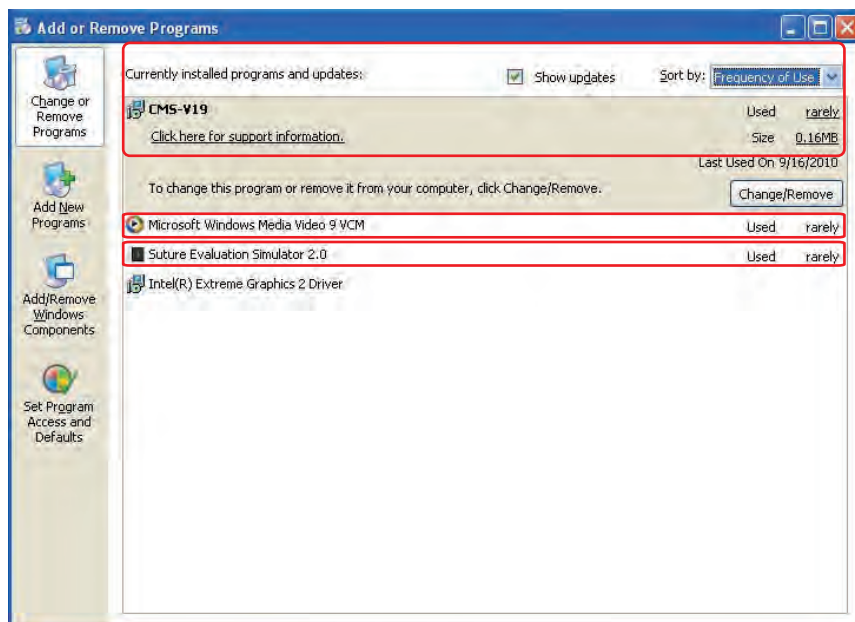 Add or Remove Programs
Change or
Remove
Programs
Add New
Programs
Add/Remove
Windows
Components
Set Program
Access and
Defaults
Currently installed programs and updates:
Show updates
Sort by: Frequency of Use
CMS-V19
Used rarely
Click here for support information.
Size 0.16MB
Last Used On 9/16/2010
To change this program or remove it from your computer, click Change/Remove.
Change/Remove
Microsoft Windows Media Video 9 VCM
Used rarely
Suture Evaluation Simulator 2.0
Used rarely
Intel(R) Extreme Graphics 2 Driver